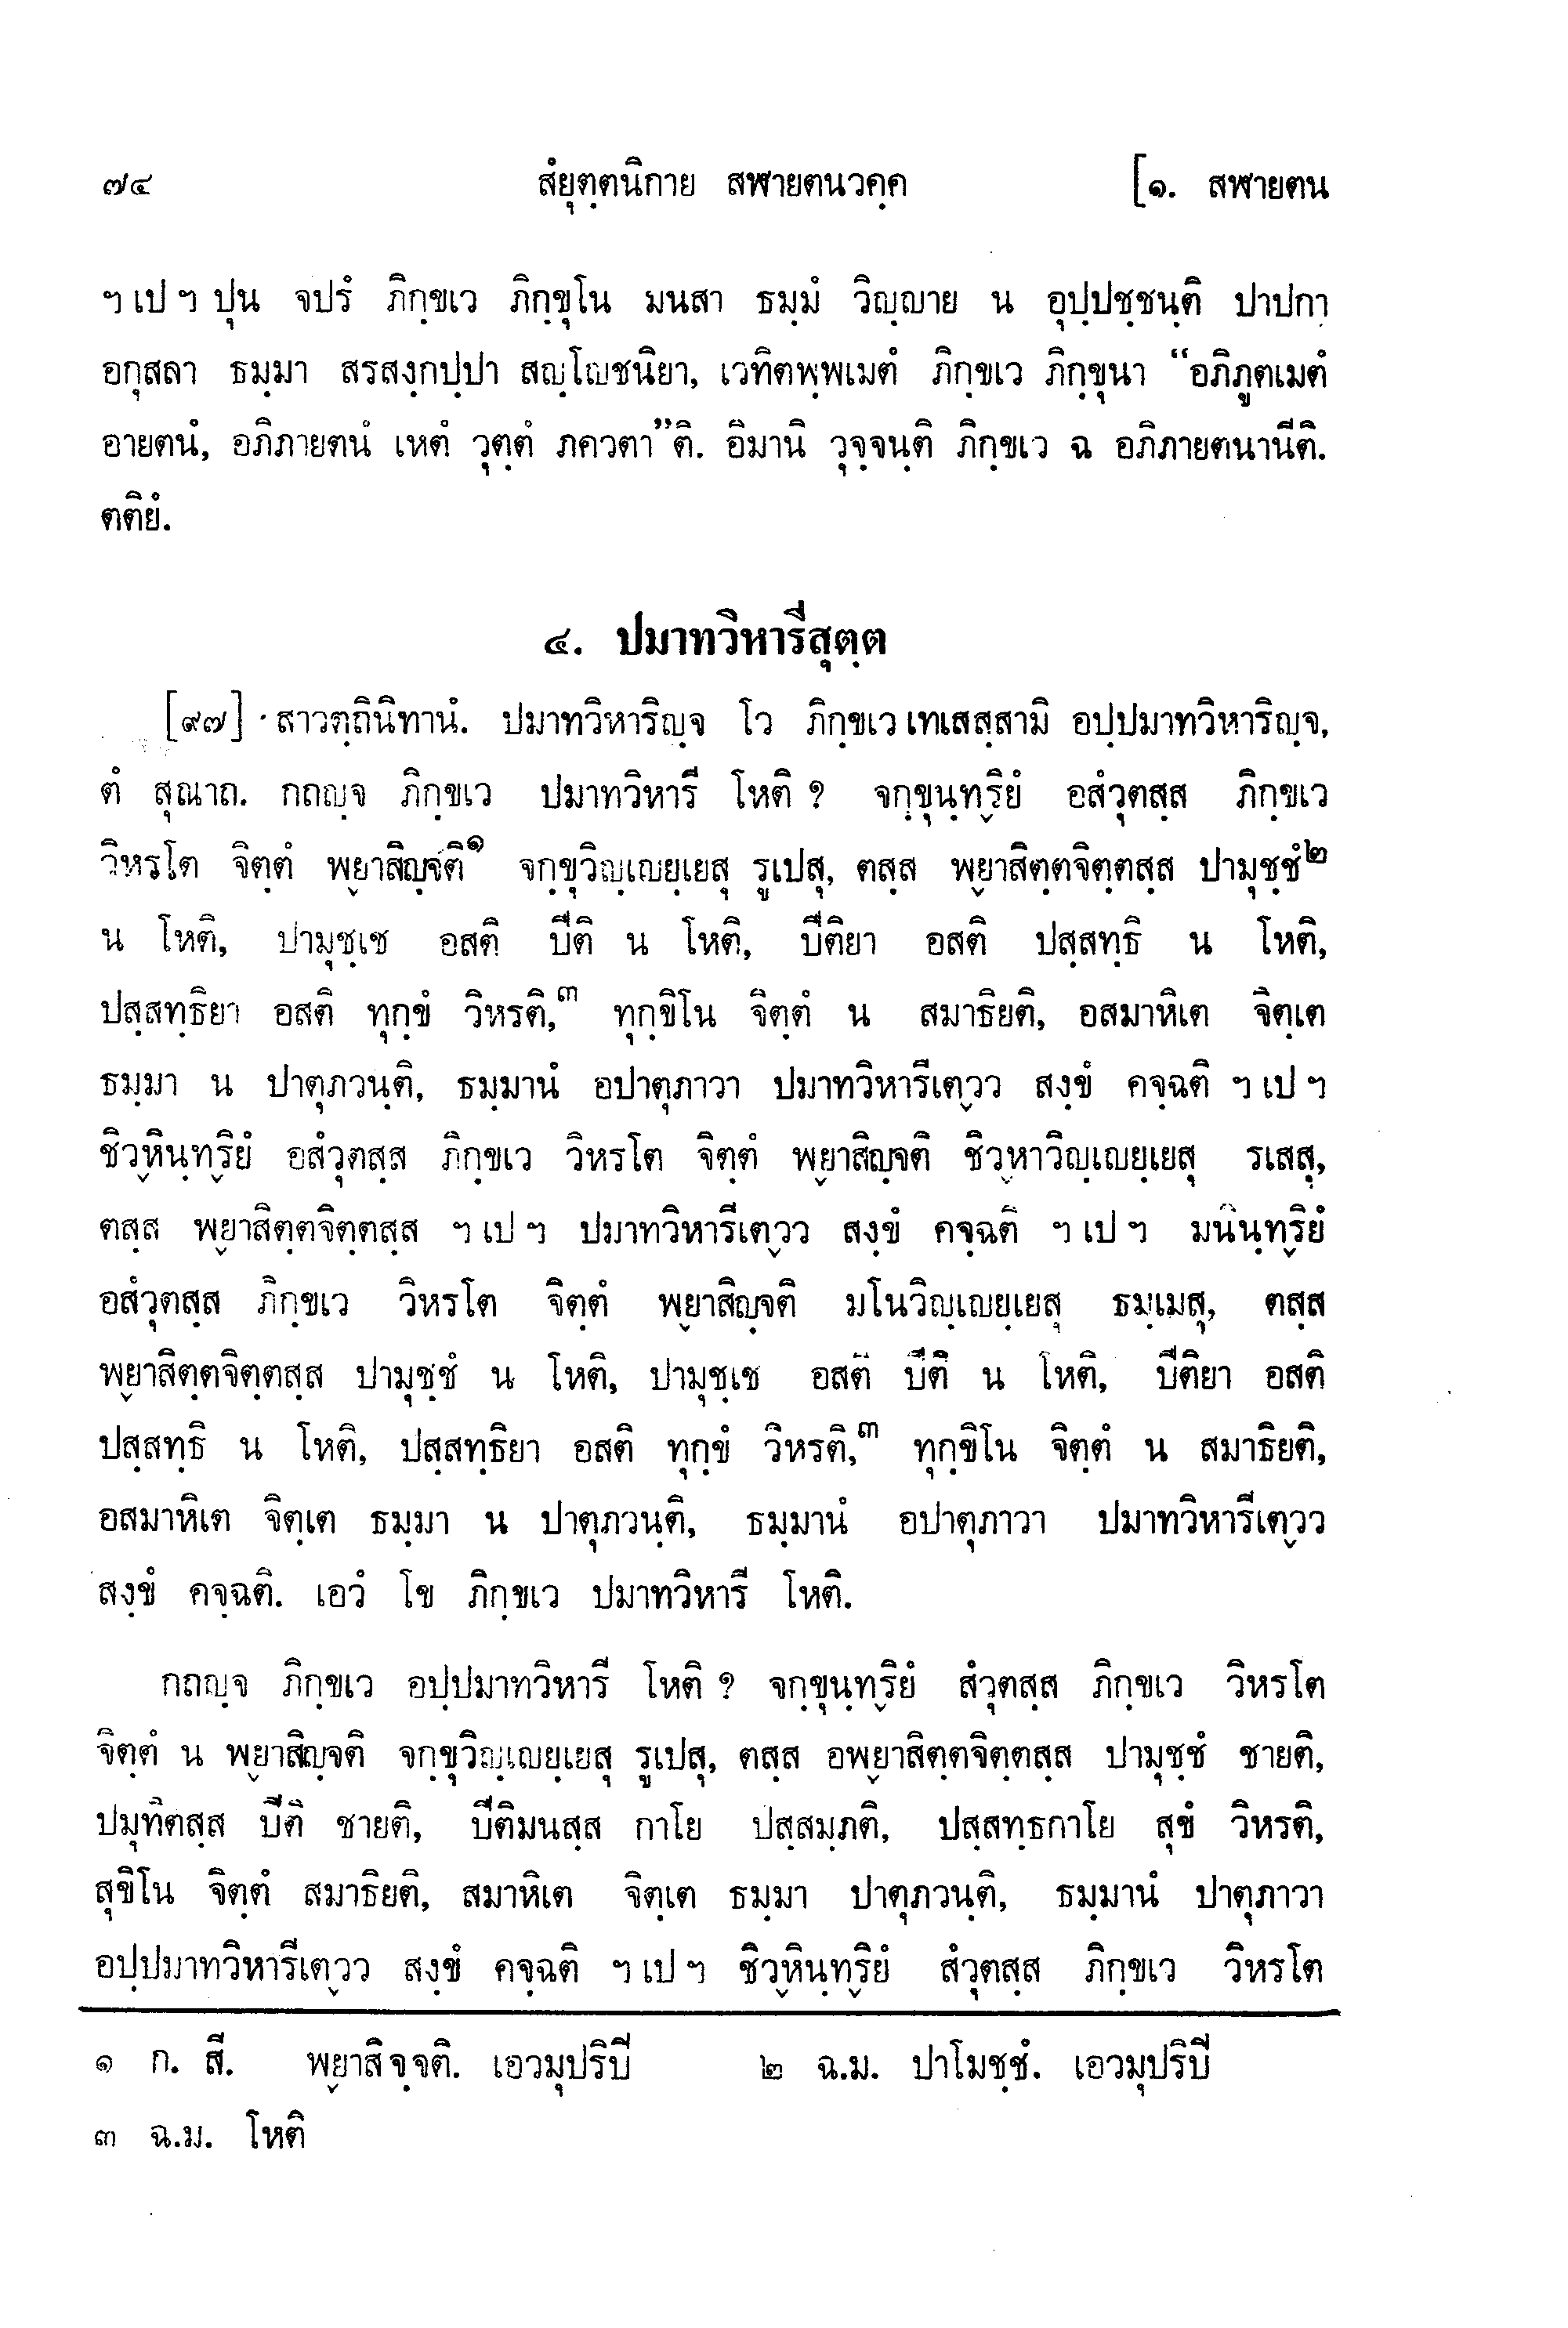 ๗๔ สํยุตฺตนิกาย สฬายตนวคฺค [๑. สฬายตน
ฯ เป ฯ ปุน จปรํ ภิกฺขเว ภิกฺขุโน มนสา ธมฺมํ วิญฺญาย น อุปฺปชฺชนฺติ ปาปกา
อกุสลา ธมฺมา สรสงฺกปฺปา สญฺโญชนิยา, เวทิตพฺพเมตํ ภิกฺขเว ภิกฺขุนา “อภิภูตเมตํ
อายตนํ, อภิภายตนํ เหตํ วุตฺตํ ภควตา”ติ. อิมานิ วุจฺจนฺติ ภิกฺขเว ฉ อภิภายตนานีติ.
ตติยํ.
๔. ปมาทวิหารีสุตฺต
[๙๗] สาวตฺถินิทานํ. ปมาทวิหาริญฺจ โว ภิกฺขเว เทเสสฺสามิ อปฺปมาทวิหาริญฺจ,
ตํ สุณาถ. กถญฺจ ภิกฺขเว ปมาทวิหารี โหติ ? จกฺขุนฺทฺริยํ อสํวุตสฺส ภิกฺขเว
วิหรโต จิตฺตํ พฺยาสิญฺจติ๑ จกฺขุวิญฺเญยฺเยสุ รูเปสุ, ตสฺส พฺยาสิตฺตจิตฺตสฺส ปามุชฺชํ๒
น โหติ, ปามุชฺเช อสติ ปีติ น โหติ, ปีติยา อสติ ปสฺสทฺธิ น โหติ,
ปสฺสทฺธิยา อสติ ทุกฺขํ วิหรติ,๓ ทุกฺขิโน จิตฺตํ น สมาธิยติ, อสมาหิเต จิตฺเต
ธมฺมา น ปาตุภวนฺติ, ธมฺมานํ อปาตุภาวา ปมาทวิหารีเตฺวว สงฺขํ คจฺฉติ ฯ เป ฯ
ชิวฺหินฺทฺริยํ อสํวุตสฺส ภิกฺขเว วิหรโต จิตฺตํ พฺยาสิญฺจติ ชิวฺหาวิญฺเญยฺเยสุ รเสสุ,
ตสฺส พฺยาสิตฺตจิตฺตสฺส ฯ เป ฯ ปมาทวิหารีเตฺวว สงฺขํ คจฺฉติ ฯ เป ฯ มนินฺทฺริยํ
อสํวุตสฺส ภิกฺขเว วิหรโต จิตฺตํ พฺยาสิญฺจติ มโนวิญฺเญยฺเยสุ ธมฺเมสุ, ตสฺส
พฺยาสิตฺตจิตฺตสฺส ปามุชฺชํ น โหติ, ปามุชฺเช อสติ ปีติ น โหติ, ปีติยา อสติ
ปสฺสทฺธิ น โหติ, ปสฺสทฺธิยา อสติ ทุกฺขํ วิหรติ,๓ ทุกฺขิโน จิตฺตํ น สมาธิยติ,
อสมาหิเต จิตฺเต ธมฺมา น ปาตุภวนฺติ, ธมฺมานํ อปาตุภาวา ปมาทวิหารีเตฺวว
สงฺขํ คจฺฉติ. เอวํ โข ภิกฺขเว ปมาทวิหารี โหติ.
กถญฺจ ภิกฺขเว อปฺปมาทวิหารี โหติ ? จกฺขุนฺทฺริยํ สํวุตสฺส ภิกฺขเว วิหรโต
จิตฺตํ น พฺยาสิญฺจติ จกฺขุวิญฺเญยฺเยสุ รูเปสุ, ตสฺส อพฺยาสิตฺตจิตฺตสฺส ปามุชฺชํ ชายติ,
ปมุทิตสฺส ปีติ ชายติ, ปีติมนสฺส กาโย ปสฺสมฺภติ, ปสฺสทฺธกาโย สุขํ วิหรติ,
สุขิโน จิตฺตํ สมาธิยติ, สมาหิเต จิตฺเต ธมฺมา ปาตุภวนฺติ, ธมฺมานํ ปาตุภาวา
อปฺปมาทวิหารีเตฺวว สงฺขํ คจฺฉติ ฯ เป ฯ ชิวฺหินฺทฺริยํ สํวุตสฺส ภิกฺขเว วิหรโต
๑ ก. สี. พฺยาสิจฺจติ. เอวมุปริปิ ๒ ฉ.ม. ปาโมชฺชํ. เอวมุปริปิ
๓ ฉ.ม. โหติ